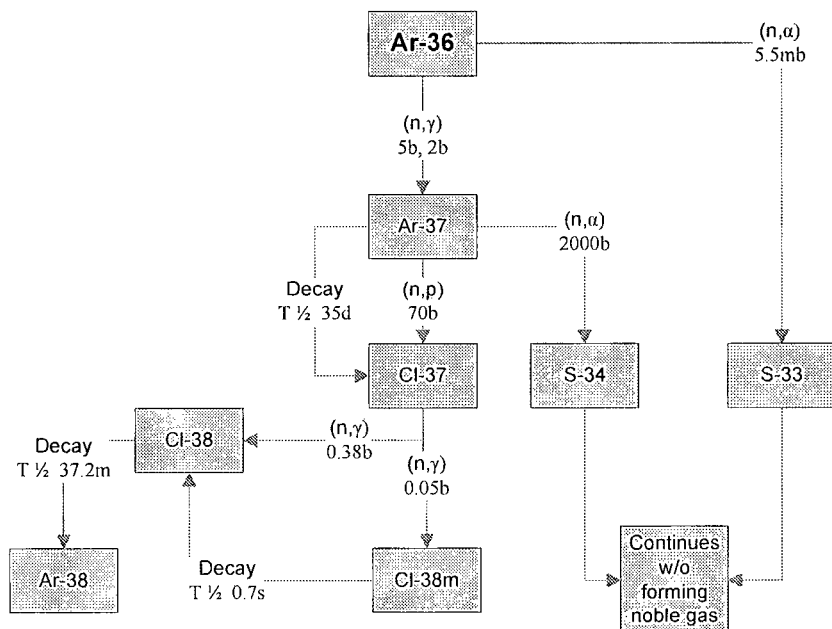 Ar-36
(n,α)
5.5mb
(n,γ)
5b, 2b
Ar-37
(n,α)
2000b
Decay
T ½ 35d
(n,p)
70b
Cl-37
S-34
S-33
Cl-38
(n,γ)
0.38b
Decay
T ½ 37.2m
(n,γ)
0.05b
Ar-38
Decay
T ½ 0.7s
Cl-38m
Continues
w/o
forming
noble gas